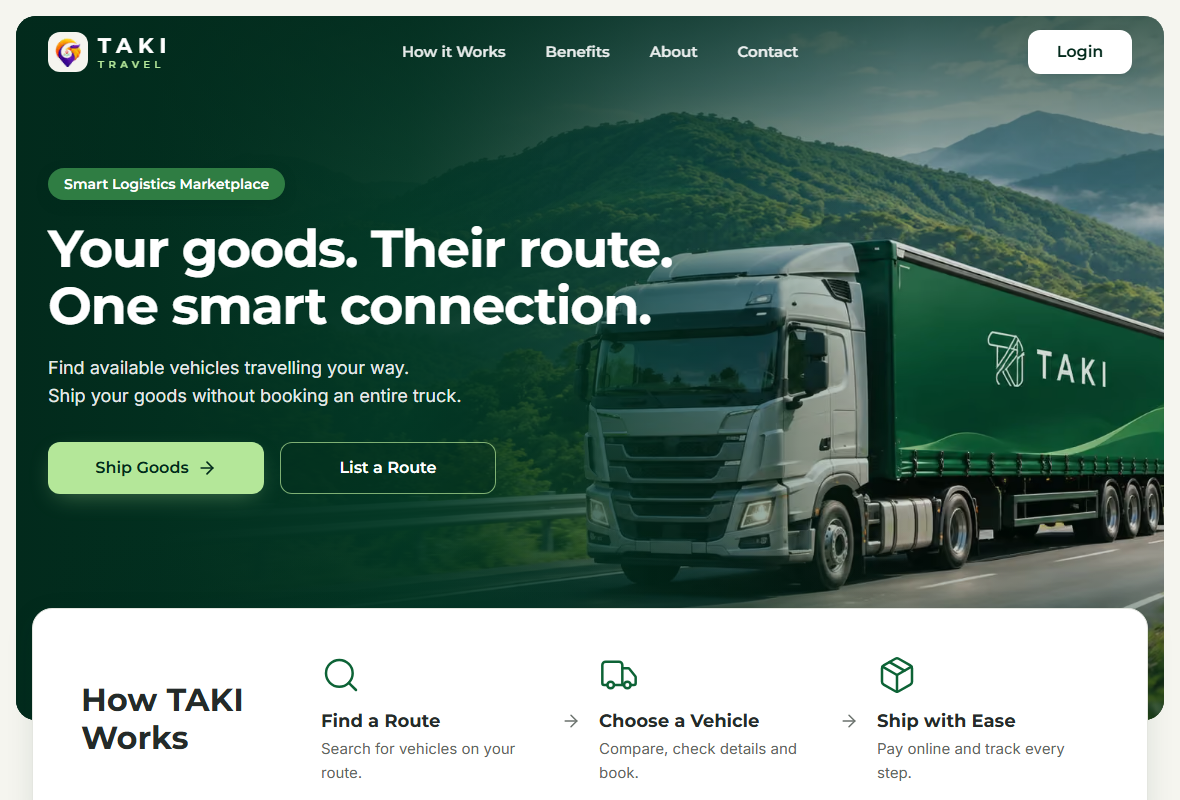 TAKI
TRAVEL
How it Works
Benefits
About
Contact
Login
Smart Logistics Marketplace
Your goods. Their route.
One smart connection.
Find available vehicles travelling your way.
Ship your goods without booking an entire truck.
Ship Goods
List a Route
TAKI
How TAKI
Works
Find a Route
Search for vehicles on your
route.
Choose a Vehicle
Compare, check details and
book.
Ship with Ease
Pay online and track every
step.